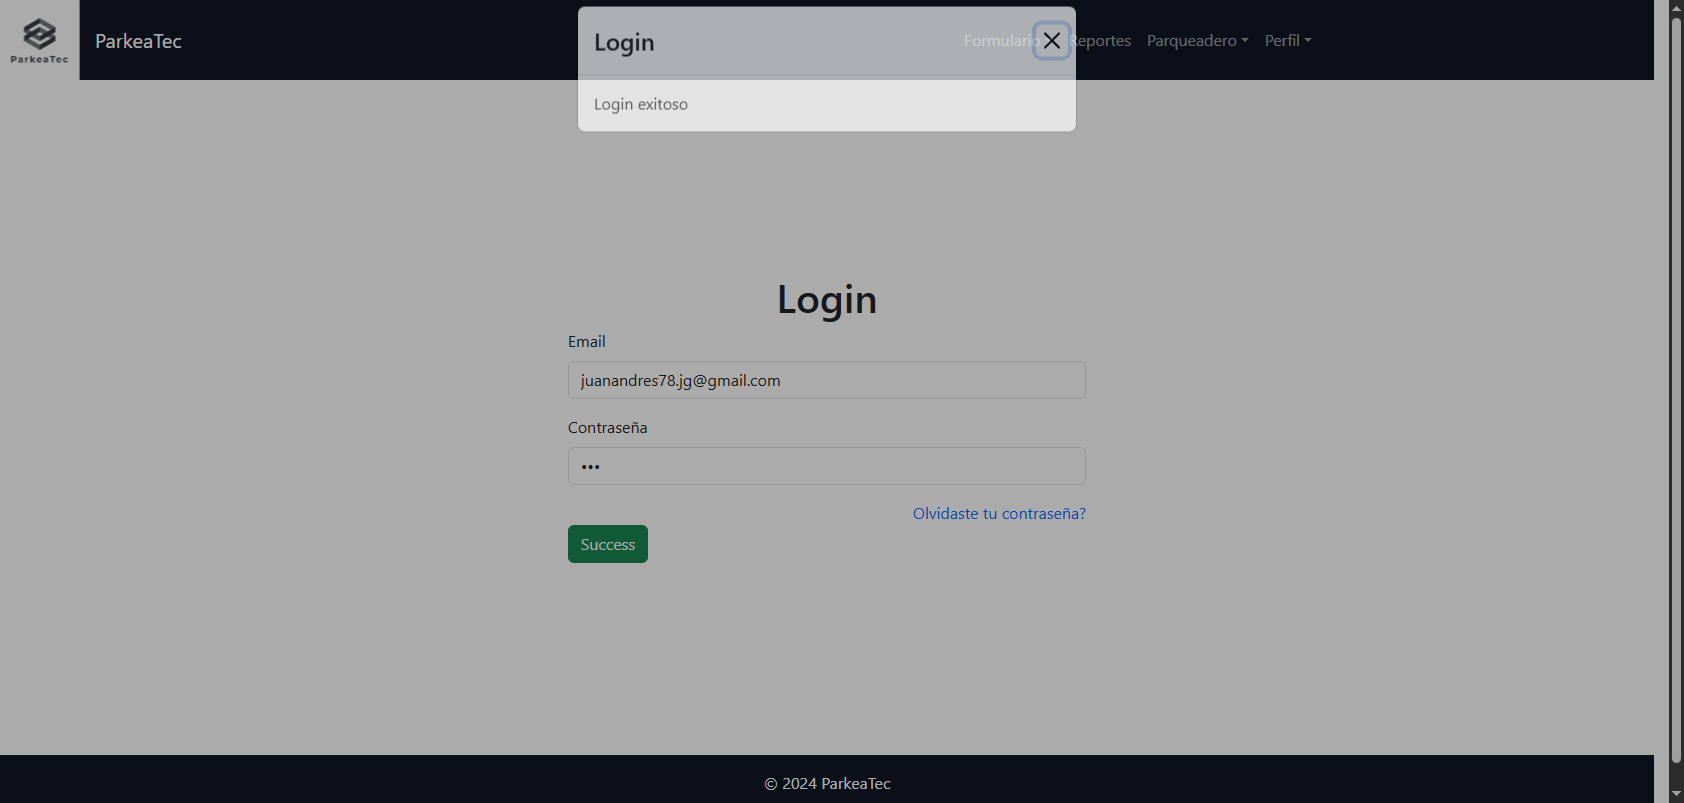 ParkeaTec
ParkeaTec
Formulario Reportes Parqueadero Perfil
Login
Login exitoso
Login
Email
juanandres78.jg@gmail.com
Contraseña
•••
Olvidaste tu contraseña?
Success
© 2024 ParkeaTec